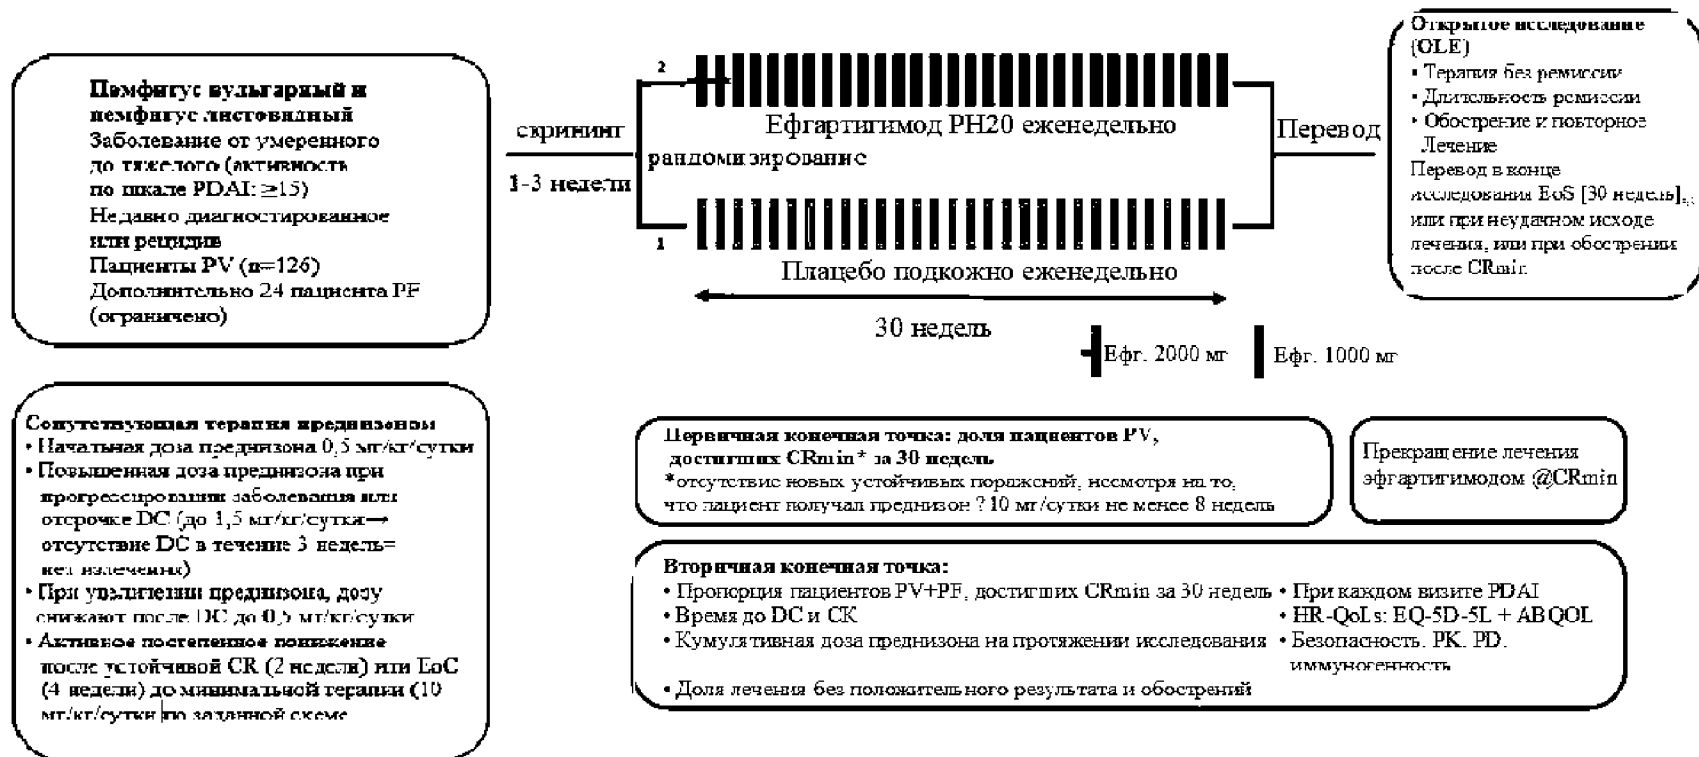 Пемфигус вульгарный и
пемфигус листовидный
Заболевание от умеренного
до тяжелого (активность
по шкале PDAI: ≥15)
Недавно диагностированное
или рецидив
Пациенты PV (n=126)
Дополнительно 24 пациента PF
(ограничено)
скрининг
1-3 недели
2
Ефгартигимод PH20 еженедельно
рандомизирование
1
Плацебо подкожно еженедельно
30 недель
Перевод
Ефг. 2000 мг
Ефг. 1000 мг
Открытое исследование
(OLE)
• Терапия без ремиссии
• Длительность ремиссии
• Обострение и повторное
Лечение
Перевод в конце
исследования EoS [30 недель],
или при неудачном исходе
лечения, или при обострении
после CRmin
Сопутствующая терапия преднизоном
• Начальная доза преднизона 0,5 мг/кг/сутки
• Повышенная доза преднизона при
прогрессировании заболевания или
отсрочке DC (до 1,5 мг/кг/сутки→
отсутствие DC в течение 3 недель=
нет излечения)
• При увеличении преднизона, дозу
снижают после DC до 0,5 мг/кг/сутки
• Активное постепенное понижение
после устойчивой CR (2 недели) или EoC
(4 недели) до минимальной терапии (10
мг/кг/сутки по заданной схеме
Первичная конечная точка: доля пациентов PV,
достигших CRmin* за 30 недель
*отсутствие новых устойчивых поражений, несмотря на то,
что пациент получал преднизон ? 10 мг/сутки не менее 8 недель
Прекращение лечения
эфгартигимодом @CRmin
Вторичная конечная точка:
• Пропорция пациентов PV+PF, достигших CRmin за 30 недель
• Время до DC и СК
• Кумулятивная доза преднизона на протяжении исследования
• Доля лечения без положительного результата и обострений
• При каждом визите PDAI
• HR-QoLs: EQ-5D-5L + ABQOL
• Безопасность. PK. PD.
иммуногенность